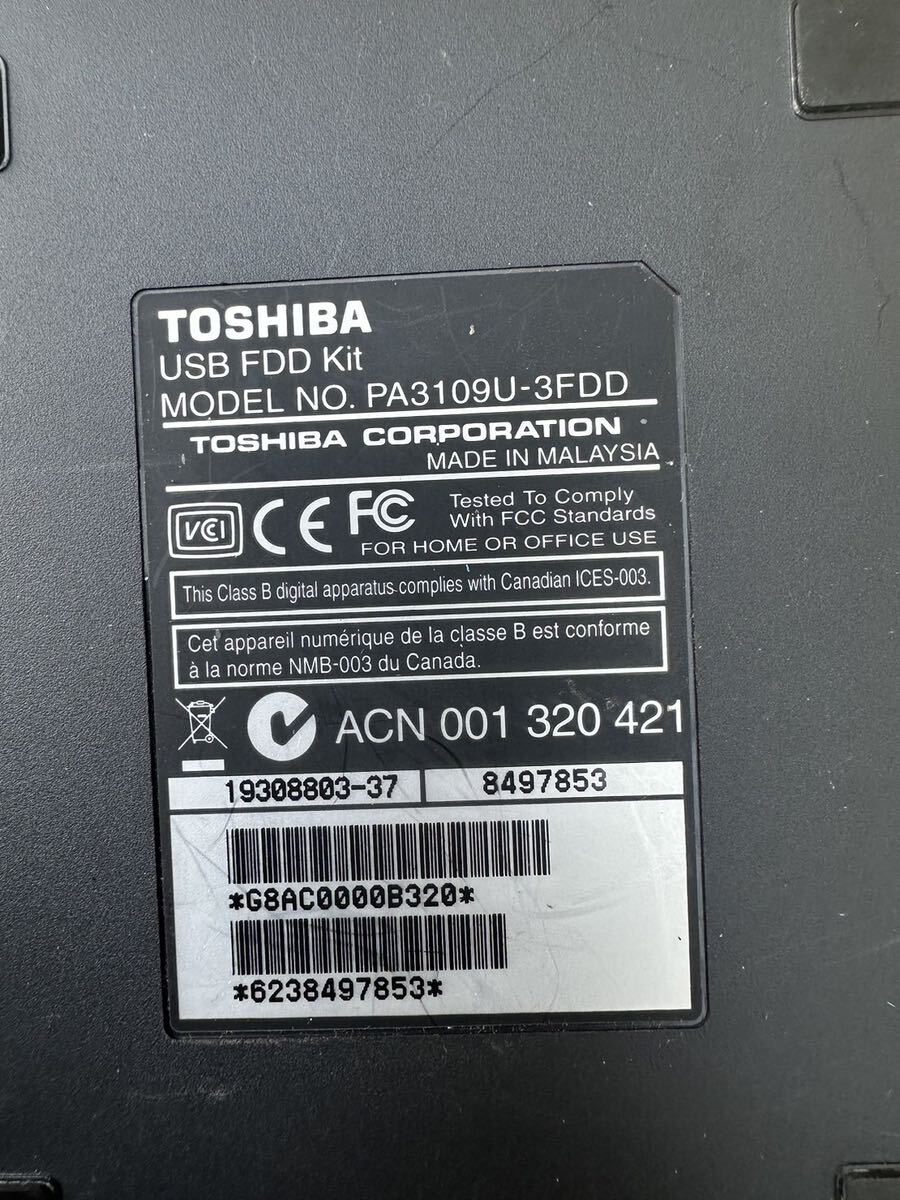 TOSHIBA
USB FDD Kit
MODEL NO. PA3109U-3FDD
TOSHIBA CORPORATION
MADE IN MALAYSIA
VCI CE FC Tested To Comply
With FCC Standards
FOR HOME OR OFFICE USE
This Class B digital apparatus complies with Canadian ICES-003.
Cet appareil numérique de la classe B est conforme
à la norme NMB-003 du Canada.
ACN 001 320 421
19308803-37 8497853
*G8AC0000B320*
*6238497853*